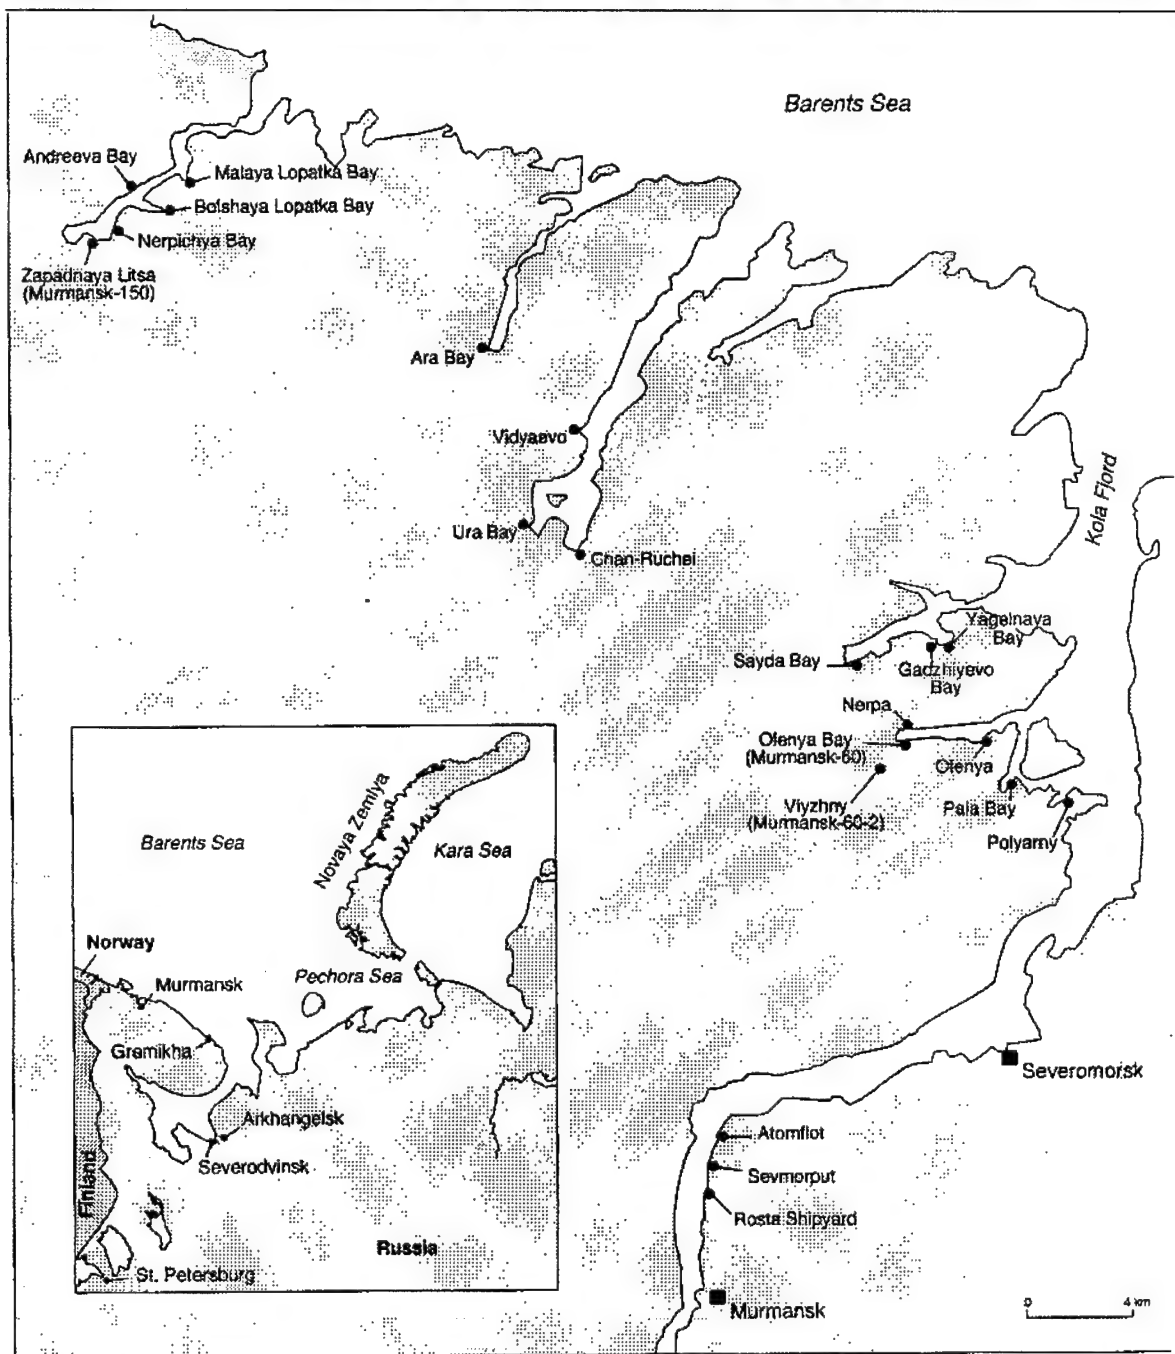 Barents Sea
Andreeva Bay
Malaya Lopatka Bay
Bolshaya Lopatka Bay
Nerpichya Bay
Zapadnaya Litsa
(Murmansk-150)
Ara Bay
Vidyaevo
Ura Bay
Chan-Ruchei
Kola Fjord
Yagelnaya
Bay
Sayda Bay
Gadzhiyevo
Bay
Nerpa
Olenya Bay
(Murmansk-60)
Olenya
Viyzhny
(Murmansk-60-2)
Pala Bay
Polyarny
Severomorsk
Atomflot
Sevmorput
Rosta Shipyard
Murmansk
0 4 km
Barents Sea
Novaya Zemlya
Kara Sea
Norway
Pechora Sea
Murmansk
Gremikha
Arkhangelsk
Severodvinsk
Finland
Russia
St. Petersburg